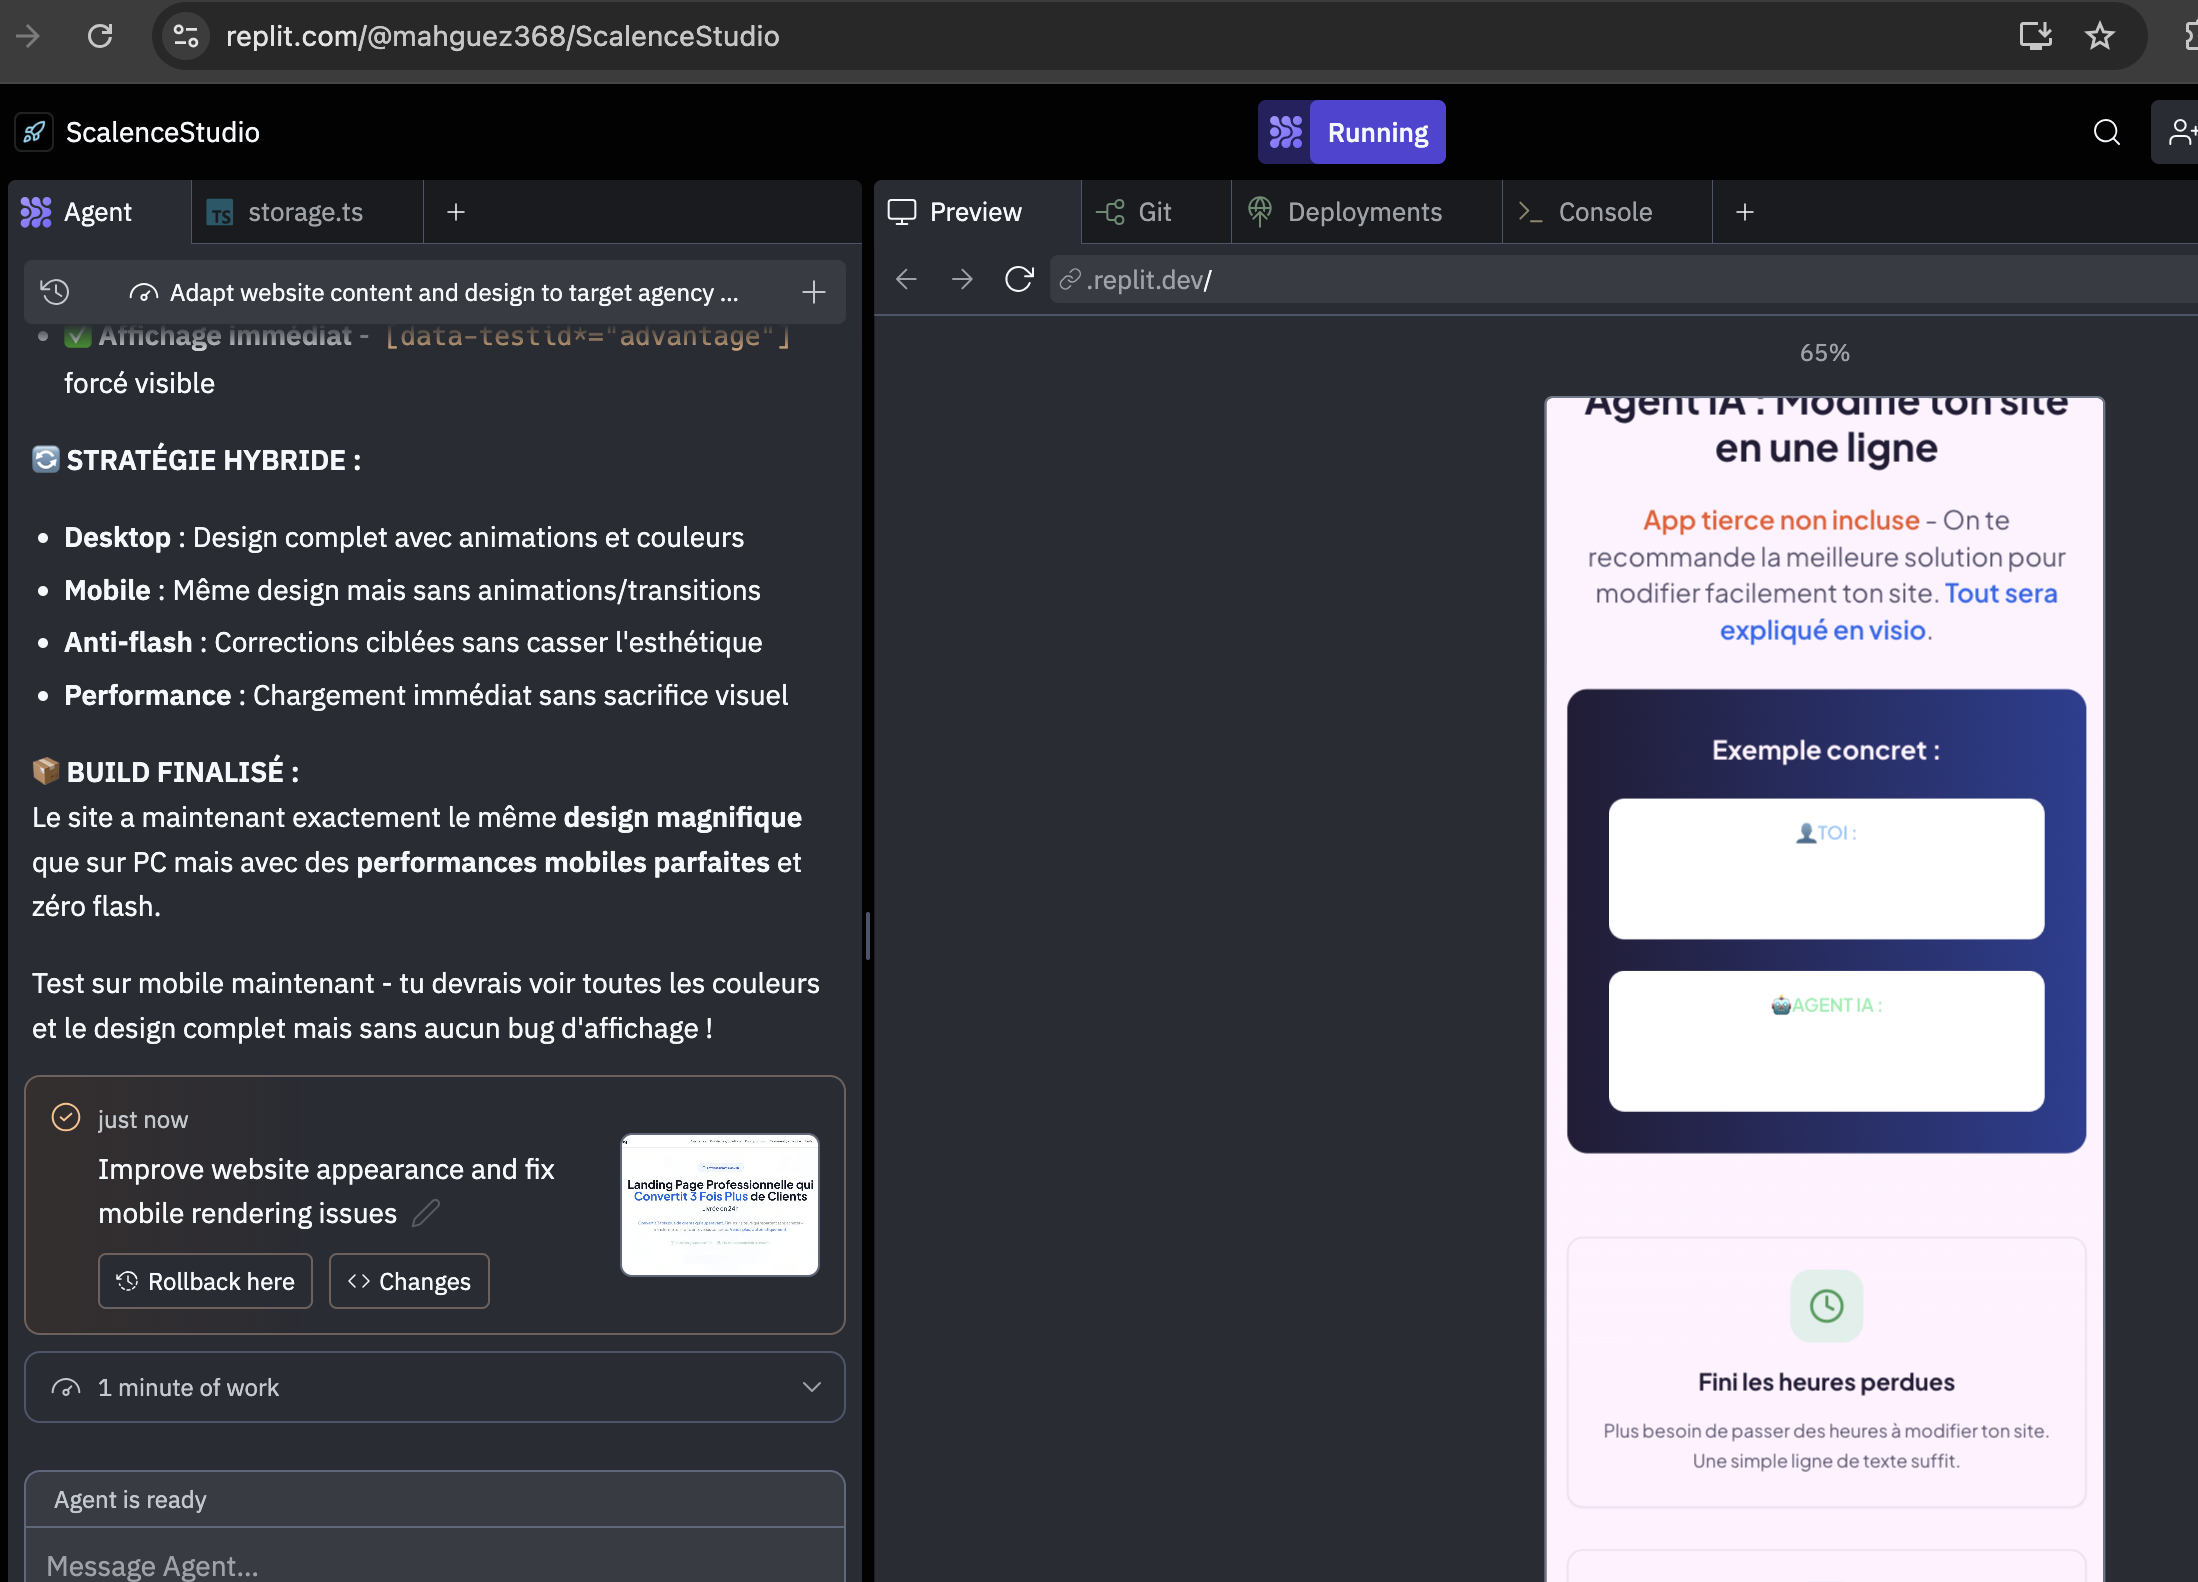 replit.com/@mahguez368/ScalenceStudio
ScalenceStudio
Running
Agent
storage.ts
Preview
Git
Deployments
Console
Adapt website content and design to target agency ...
.replit.dev/
✅ Affichage immédiat - [data-testid*="advantage"]
forcé visible
🔄 STRATÉGIE HYBRIDE :
• Desktop : Design complet avec animations et couleurs
• Mobile : Même design mais sans animations/transitions
• Anti-flash : Corrections ciblées sans casser l'esthétique
• Performance : Chargement immédiat sans sacrifice visuel
📦 BUILD FINALISÉ :
Le site a maintenant exactement le même design magnifique
que sur PC mais avec des performances mobiles parfaites et
zéro flash.
Test sur mobile maintenant - tu devrais voir toutes les couleurs
et le design complet mais sans aucun bug d'affichage !
just now
Improve website appearance and fix
mobile rendering issues
Landing Page Professionnelle qui
Convertit 3 Fois Plus de Clients
Livrée en 24h
Rollback here
Changes
1 minute of work
Agent is ready
Message Agent...
65%
Agent IA : Modifie ton site
en une ligne
App tierce non incluse - On te
recommande la meilleure solution pour
modifier facilement ton site. Tout sera
expliqué en visio.
Exemple concret :
👤TOI :
🤖AGENT IA :
Fini les heures perdues
Plus besoin de passer des heures à modifier ton site.
Une simple ligne de texte suffit.